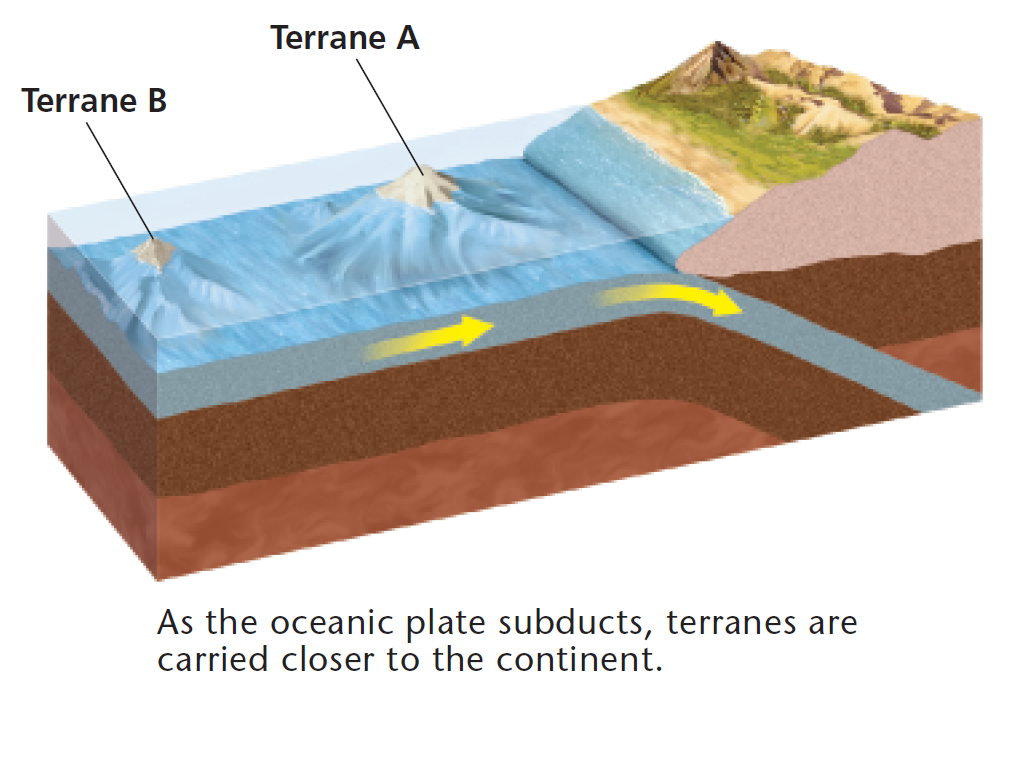 Terrane A
Terrane B
As the oceanic plate subducts, terranes are
carried closer to the continent.